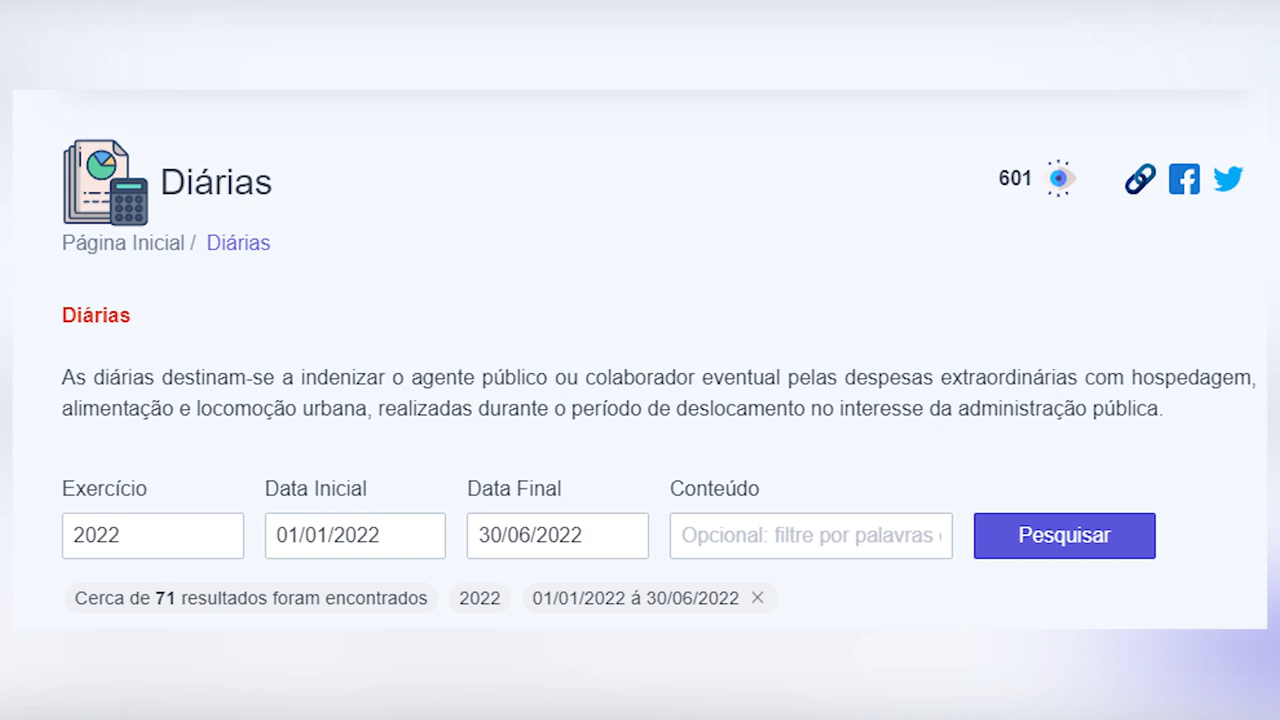 Diárias
601
Página Inicial / Diárias
Diárias
As diárias destinam-se a indenizar o agente público ou colaborador eventual pelas despesas extraordinárias com hospedagem,
alimentação e locomoção urbana, realizadas durante o período de deslocamento no interesse da administração pública.
Exercício Data Inicial Data Final Conteúdo
2022 01/01/2022 30/06/2022 Opcional: filtre por palavras Pesquisar
Cerca de 71 resultados foram encontrados 2022 01/01/2022 á 30/06/2022 ×